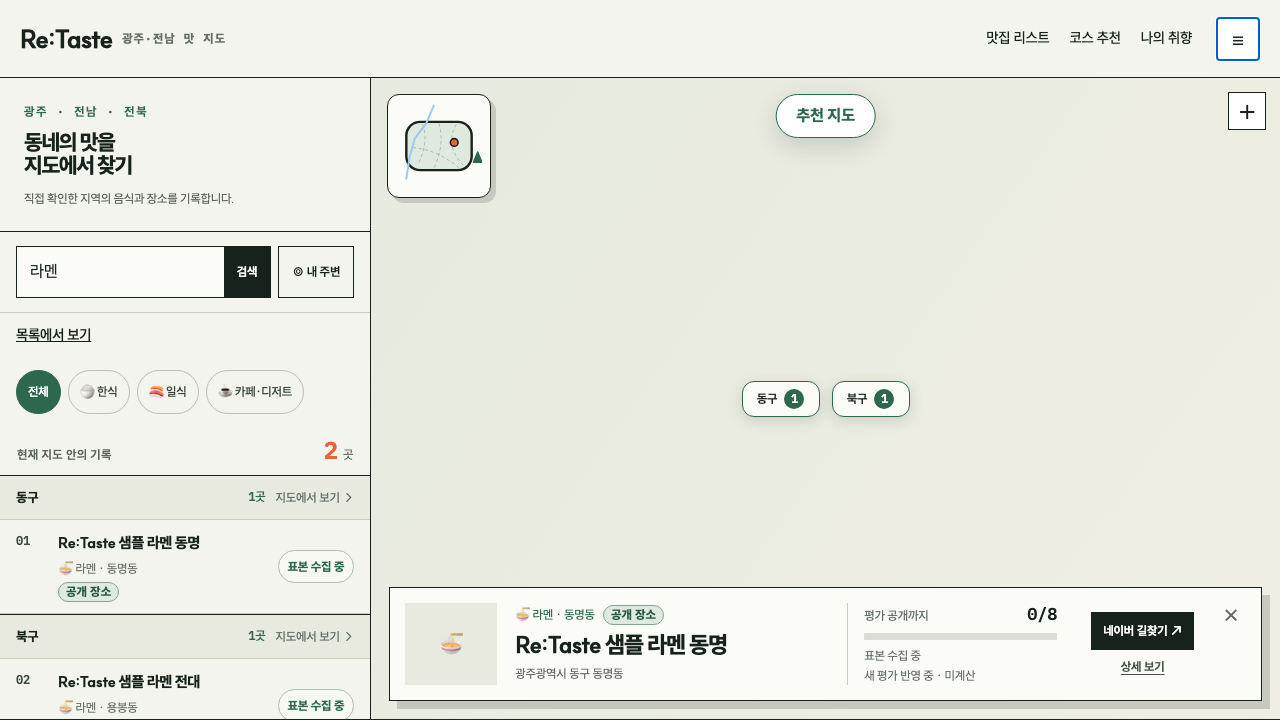 Re:Taste 광주·전남 맛 지도
맛집 리스트 코스 추천 나의 취향 ≡
광주 · 전남 · 전북
동네의 맛을
지도에서 찾기
직접 확인한 지역의 음식과 장소를 기록합니다.
라멘 검색 ◎ 내 주변
목록에서 보기
전체 🍚한식 🍣일식 ☕카페·디저트
현재 지도 안의 기록 2 곳
동구 1곳 지도에서 보기 >
01 Re:Taste 샘플 라멘 동명
🍜라멘 · 동명동
공개 장소
표본 수집 중
북구 1곳 지도에서 보기 >
02 Re:Taste 샘플 라멘 전대
🍜라멘 · 용봉동
표본 수집 중
추천 지도
+
동구 1 북구 1
🍜라멘 · 동명동 공개 장소
Re:Taste 샘플 라멘 동명
광주광역시 동구 동명동
평가 공개까지 0/8
표본 수집 중
새 평가 반영 중 · 미계산
네이버 길찾기 ↗
상세 보기
✕